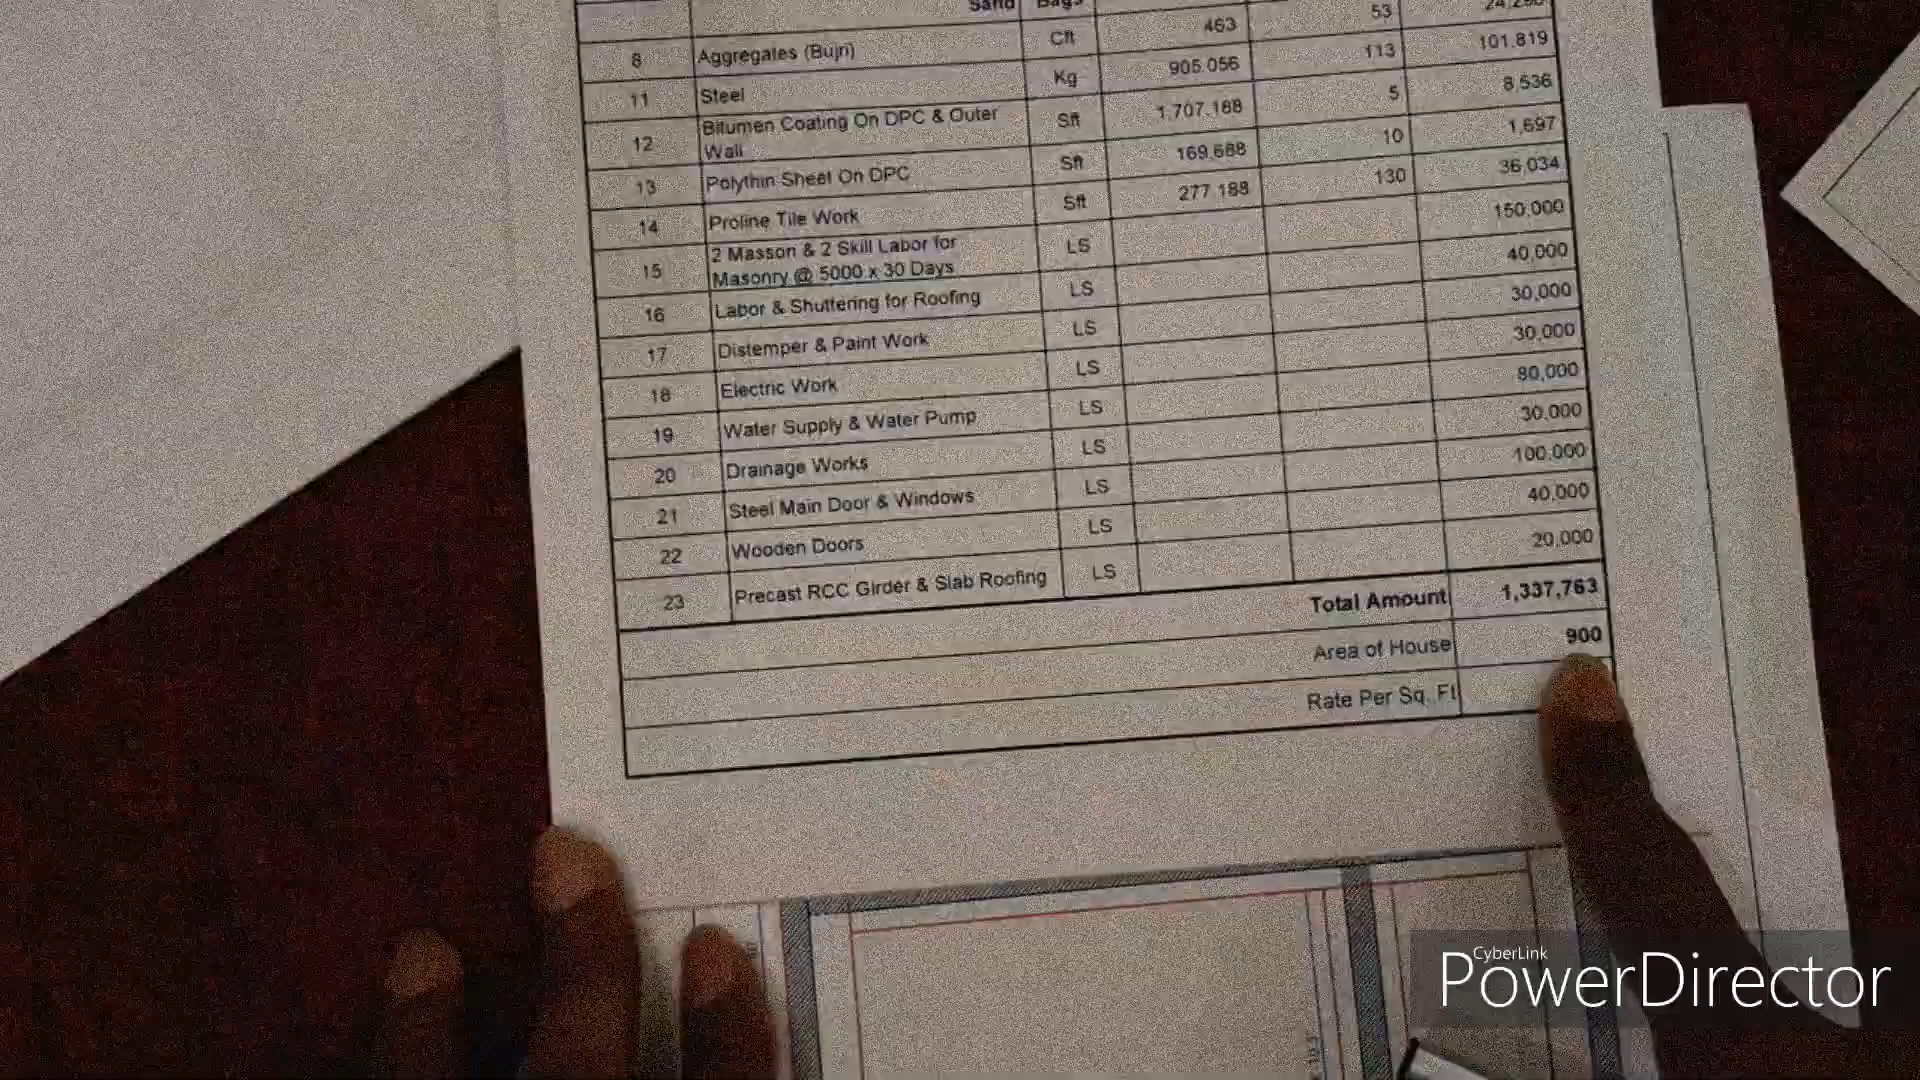 Sand Bags
8 Aggregates (Bujri) Cft 463 53
11 Steel Kg 905.056 113 101,819
12 Bitumen Coating On DPC & Outer Wall Sft 1,707.188 5 8,536
13 Polythin Sheet On DPC Sft 169.688 10 1,697
14 Proline Tile Work Sft 277.188 130 36,034
15 2 Masson & 2 Skill Labor for Masonry @ 5000 x 30 Days LS 150,000
16 Labor & Shuttering for Roofing LS 40,000
17 Distemper & Paint Work LS 30,000
18 Electric Work LS 30,000
19 Water Supply & Water Pump LS 80,000
20 Drainage Works LS 30,000
21 Steel Main Door & Windows LS 100,000
22 Wooden Doors LS 40,000
23 Precast RCC Girder & Slab Roofing LS 20,000
Total Amount 1,337,763
Area of House 900
Rate Per Sq. Ft
CyberLink
PowerDirector